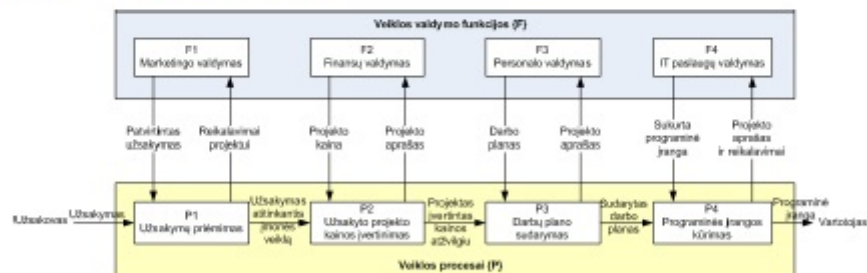 Veiklos valdymo funkcijos (F)
F1
Marketingo valdymas
F2
Finansų valdymas
F3
Personalo valdymas
F4
IT paslaugų valdymas
Patvirtintas
užsakymas
Reikalavimai
projektui
Projekto
kaina
Projekto
aprašas
Darbo
planas
Projekto
aprašas
Sukurta
programinė
įranga
Projekto
aprašas
ir reikalavimai
Užsakovas
Užsakymas
P1
Užsakymų priėmimas
Užsakymas
atitinkantis
įmonės
veiklą
P2
Užsakyto projekto
kainos įvertinimas
Projektas
įvertintas
kainos
atžvilgiu
P3
Darbų plano
sudarymas
Sudarytas
darbo
planas
P4
Programinės įrangos
kūrimas
Programinė
įranga
Vartotojas
Veiklos procesai (P)